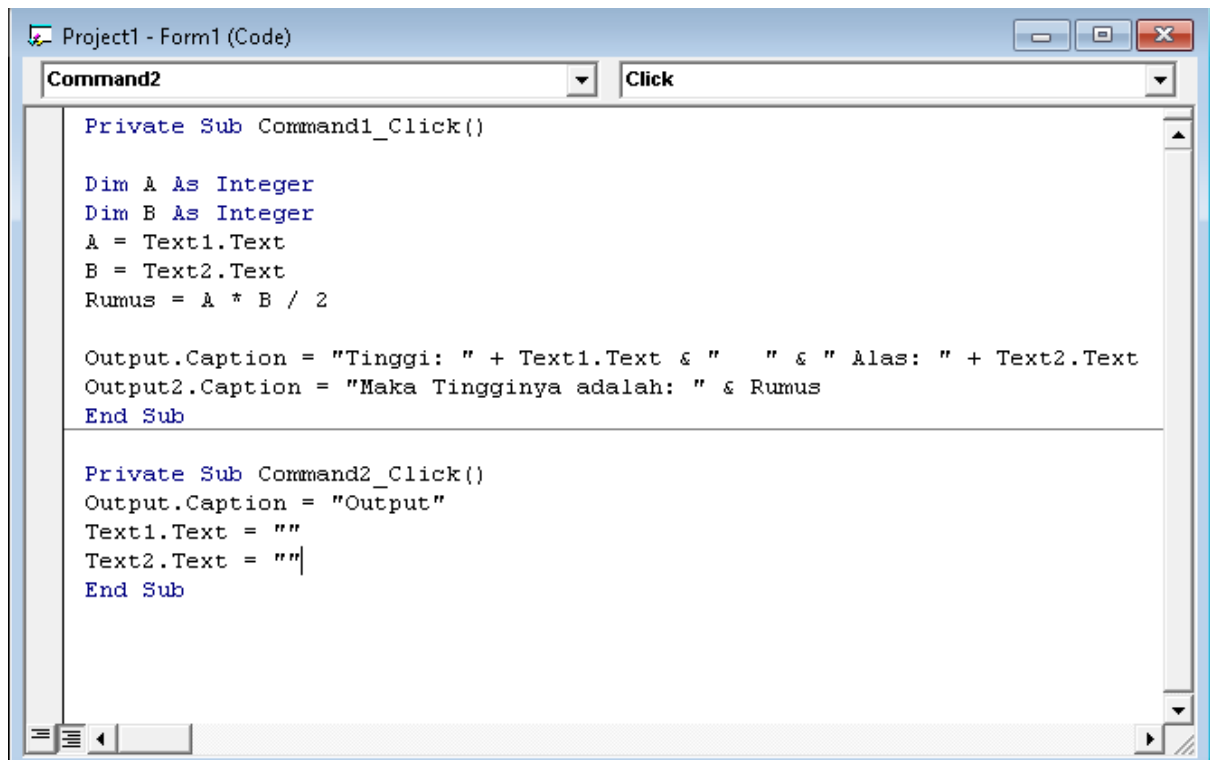 Project1 - Form1 (Code)
Command2 Click
Private Sub Command1_Click()
Dim A As Integer
Dim B As Integer
A = Text1.Text
B = Text2.Text
Rumus = A * B / 2
Output.Caption = "Tinggi: " + Text1.Text & "   " & " Alas: " + Text2.Text
Output2.Caption = "Maka Tingginya adalah: " & Rumus
End Sub
Private Sub Command2_Click()
Output.Caption = "Output"
Text1.Text = ""
Text2.Text = ""
End Sub